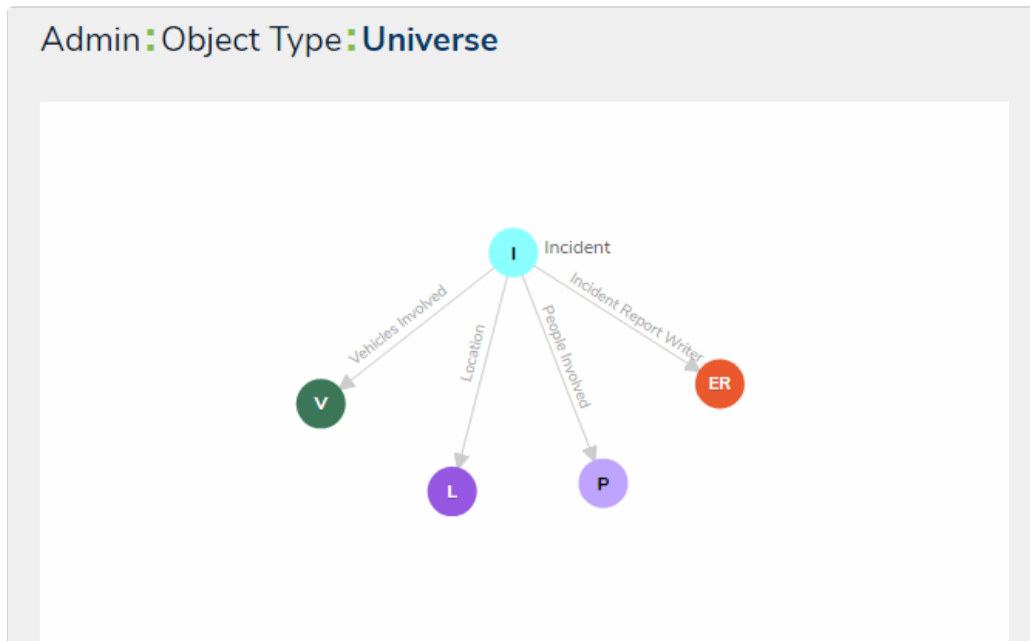 Admin:Object Type:Universe
I
Incident
Vehicles Involved
Location
People Involved
Incident Report Writer
V
ER
L
P